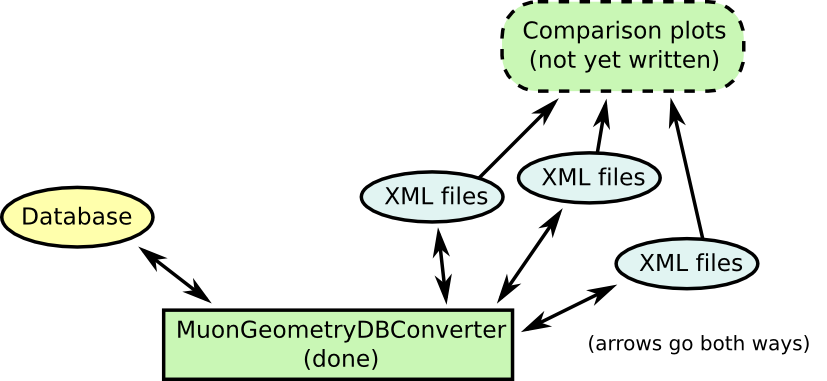 Comparison plots
(not yet written)
XML files
XML files
Database
XML files
MuonGeometryDBConverter
(done)
(arrows go both ways)